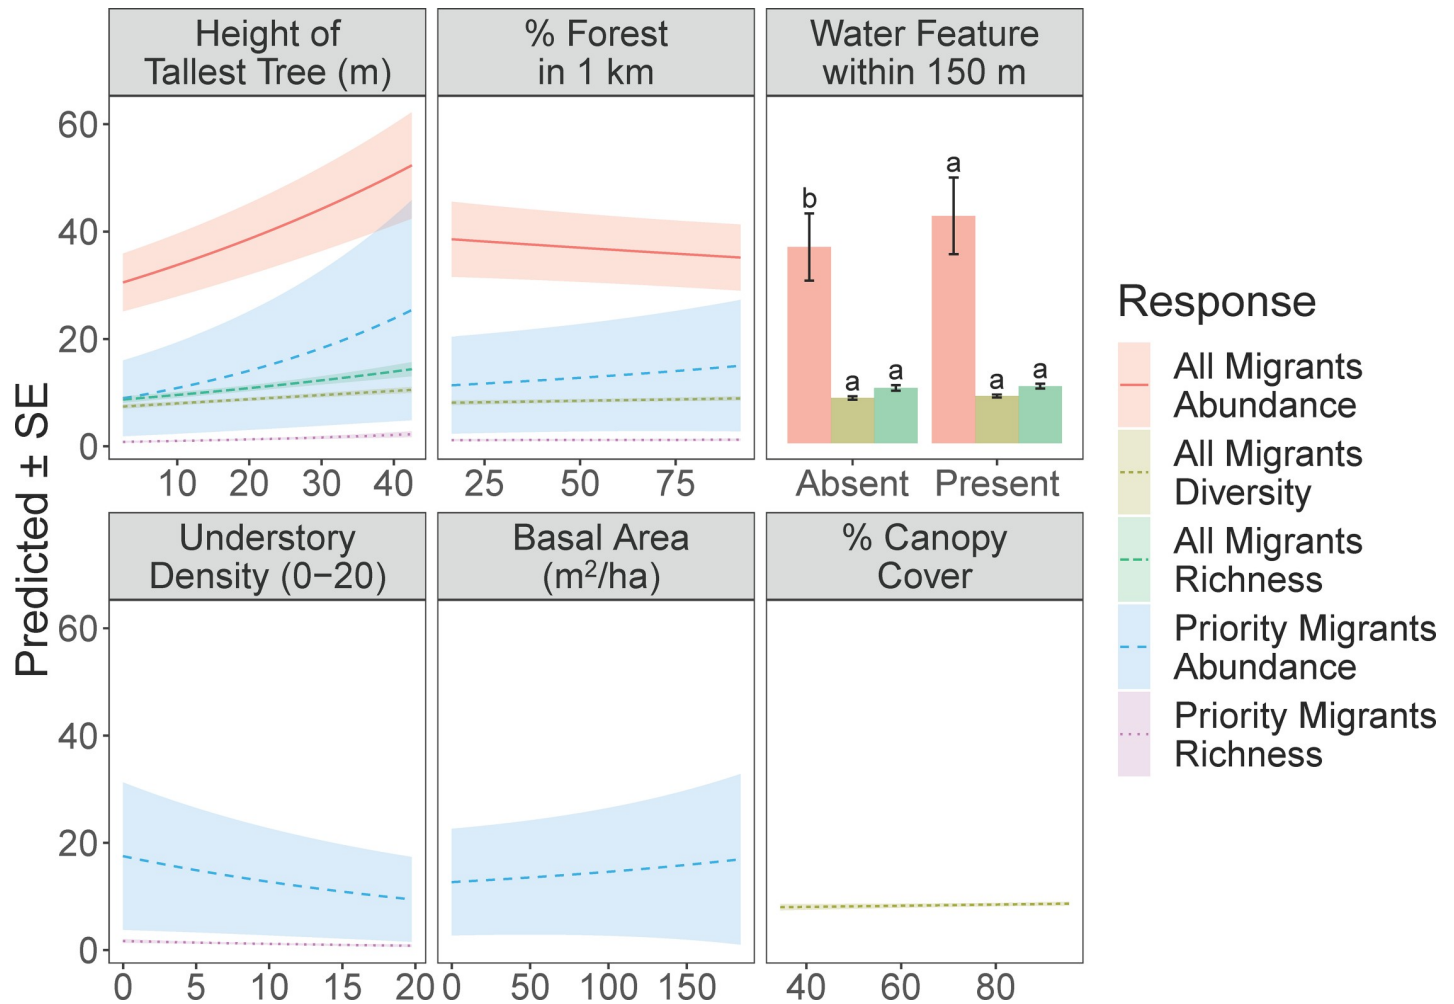 Height of
Tallest Tree (m)
% Forest
in 1 km
Water Feature
within 150 m
60
40
20
0
b
a
a
a
a
a
10
20
30
40
25
50
75
Absent
Present
Understory
Density (0−20)
Basal Area
(m²/ha)
% Canopy
Cover
60
40
20
0
0
5
10
15
20
0
50
100
150
40
60
80
Predicted ± SE
Response
All Migrants
Abundance
All Migrants
Diversity
All Migrants
Richness
Priority Migrants
Abundance
Priority Migrants
Richness